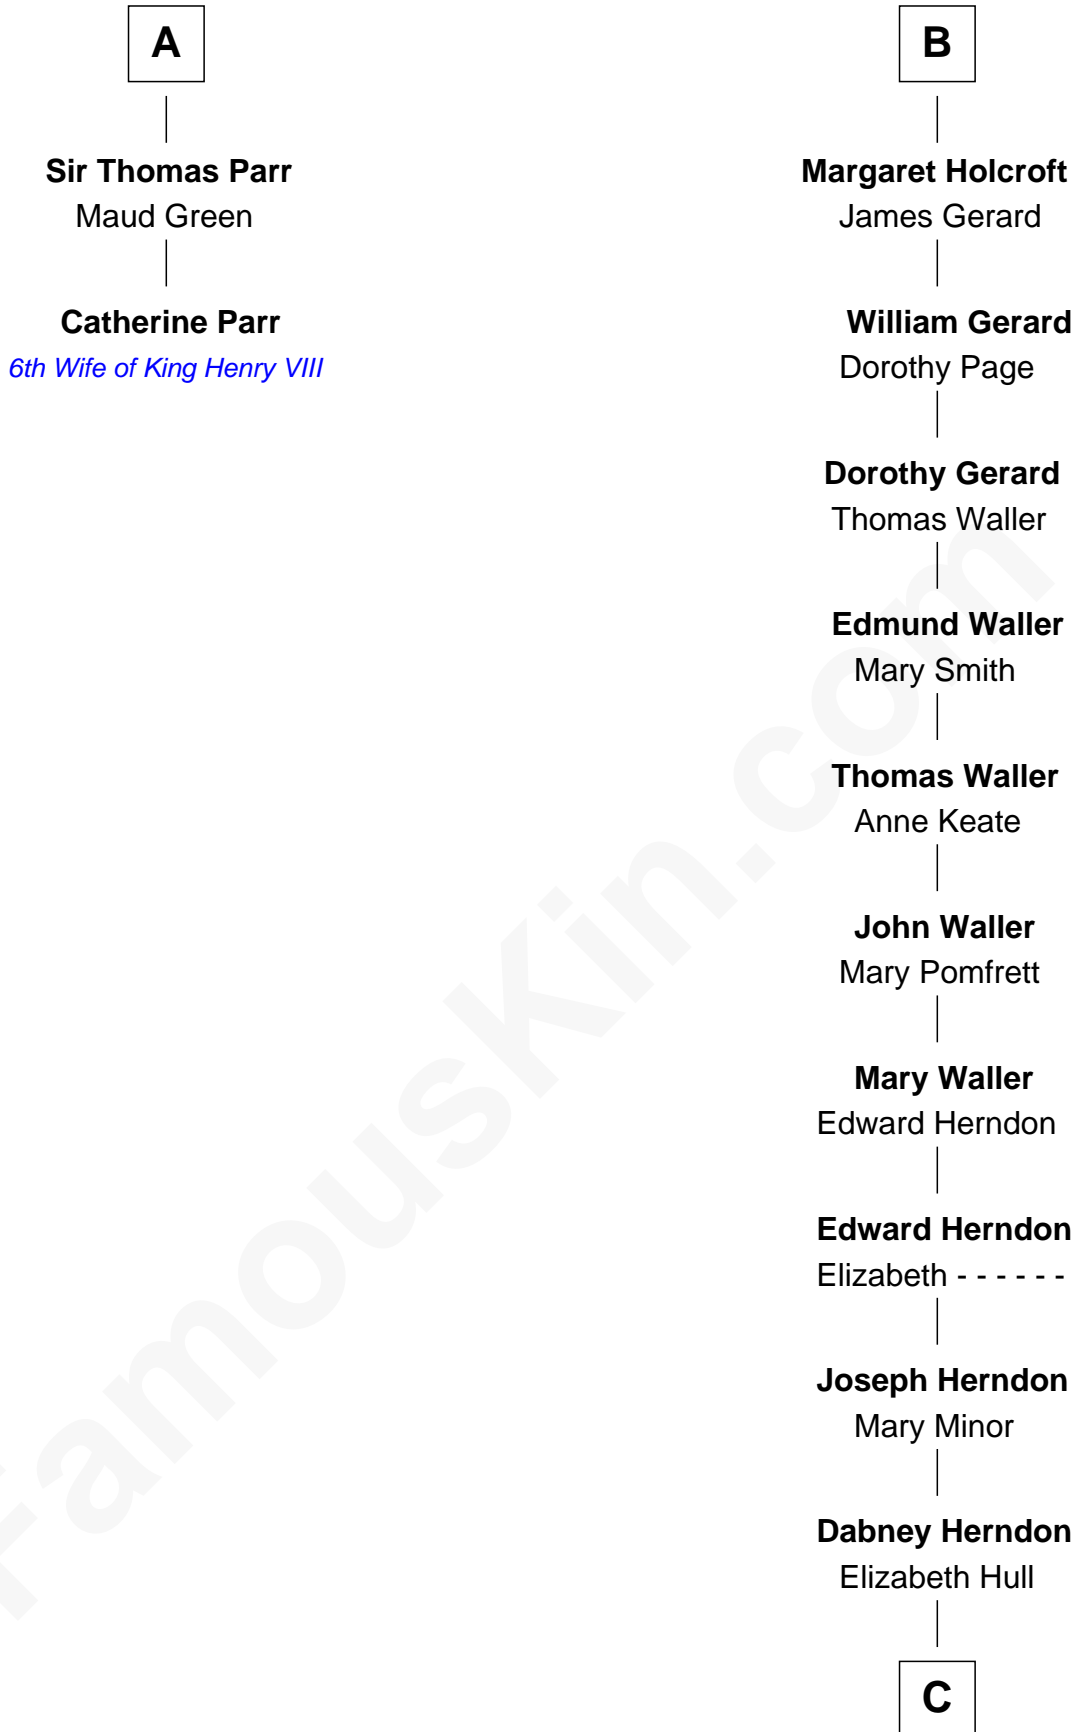 A
Sir Thomas Parr
Maud Green
Catherine Parr
6th Wife of King Henry VIII
B
Margaret Holcroft
James Gerard
William Gerard
Dorothy Page
Dorothy Gerard
Thomas Waller
Edmund Waller
Mary Smith
Thomas Waller
Anne Keate
John Waller
Mary Pomfrett
Mary Waller
Edward Herndon
Edward Herndon
Elizabeth - - - - - -
Joseph Herndon
Mary Minor
Dabney Herndon
Elizabeth Hull
C
FamousKin.com